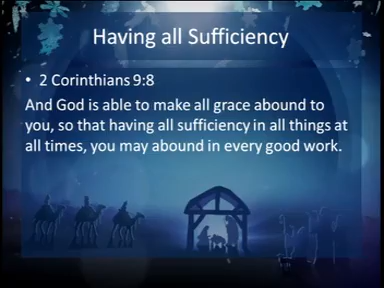 Having all Sufficiency
• 2 Corinthians 9:8
And God is able to make all grace abound to
you, so that having all sufficiency in all things at
all times, you may abound in every good work.